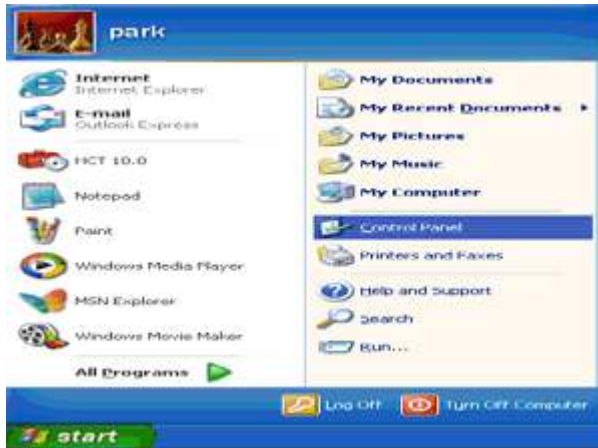 park
Internet
Internet Explorer
E-mail
Outlook Express
HCT 10.0
Notepad
Paint
Windows Media Player
MSN Explorer
Windows Movie Maker
All Programs
My Documents
My Recent Documents
My Pictures
My Music
My Computer
Control Panel
Printers and Faxes
Help and Support
Search
Run...
Log Off
Turn Off Computer
start